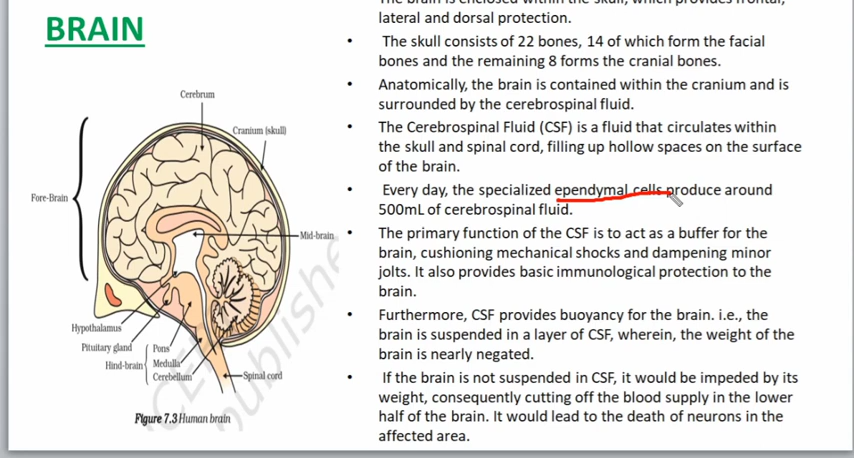 BRAIN
The brain is enclosed within the skull, which provides frontal,
lateral and dorsal protection.
• The skull consists of 22 bones, 14 of which form the facial
bones and the remaining 8 forms the cranial bones.
• Anatomically, the brain is contained within the cranium and is
surrounded by the cerebrospinal fluid.
• The Cerebrospinal Fluid (CSF) is a fluid that circulates within
the skull and spinal cord, filling up hollow spaces on the surface
of the brain.
• Every day, the specialized ependymal cells produce around
500mL of cerebrospinal fluid.
• The primary function of the CSF is to act as a buffer for the
brain, cushioning mechanical shocks and dampening minor
jolts. It also provides basic immunological protection to the
brain.
• Furthermore, CSF provides buoyancy for the brain. i.e., the
brain is suspended in a layer of CSF, wherein, the weight of the
brain is nearly negated.
• If the brain is not suspended in CSF, it would be impeded by its
weight, consequently cutting off the blood supply in the lower
half of the brain. It would lead to the death of neurons in the
affected area.
Cerebrum
Cranium (skull)
Fore-Brain
Mid-brain
Hypothalamus
Pituitary gland
Hind-brain
Pons
Medulla
Cerebellum
Spinal cord
Figure 7.3 Human brain